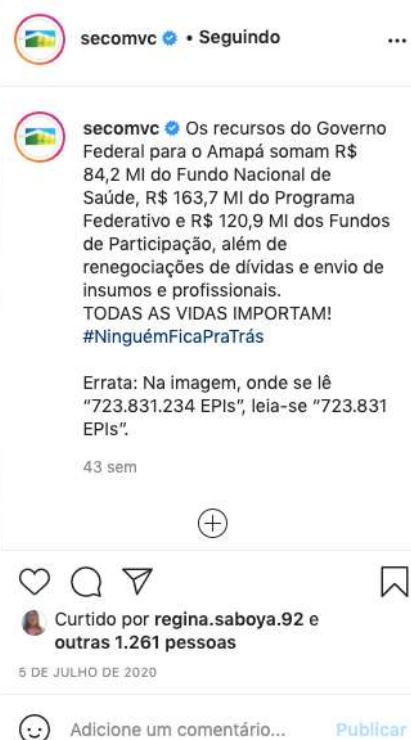 secomvc • Seguindo
secomvc Os recursos do Governo
Federal para o Amapá somam R$
84,2 MI do Fundo Nacional de
Saúde, R$ 163,7 MI do Programa
Federativo e R$ 120,9 MI dos Fundos
de Participação, além de
renegociações de dívidas e envio de
insumos e profissionais.
TODAS AS VIDAS IMPORTAM!
#NinguémFicaPraTrás
Errata: Na imagem, onde se lê
“723.831.234 EPIs”, leia-se “723.831
EPIs”.
43 sem
Curtido por regina.saboya.92 e
outras 1.261 pessoas
5 DE JULHO DE 2020
Adicione um comentário... Publicar